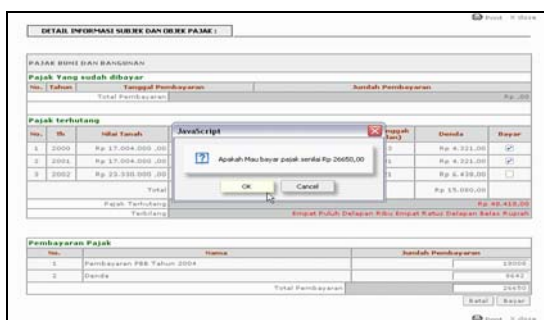 Print × close
DETAIL INFORMASI SUBJEK DAN OBJEK PAJAK :
PAJAK BUMI DAN BANGUNAN
Pajak Yang sudah dibayar
No. Tahun Tanggal Pembayaran Jumlah Pembayaran
Total Pembayaran Rp ,00
Pajak terhutang
No. th Nilai Tanah Denda Bayar
1 2000 Rp 17.004.000 ,00 Rp 4.321,00
2 2001 Rp 17.004.000 ,00 Rp 4.321,00
3 2002 Rp 23.330.000 ,00 Rp 6.438,00
Total Rp 15.080,00
JavaScript
Apakah Mau bayar pajak senilai Rp 26650,00
OK Cancel
Pajak Terhutang Rp 48.418,00
Terbilang Empat Puluh Delapan Ribu Empat Ratus Delapan Belas Rupiah
Pembayaran Pajak
No. Nama Jumlah Pembayaran
1 Pembayaran PBB Tahun 2004
2 Denda 8642
Total Pembayaran 26650
Batal Bayar
Print × close